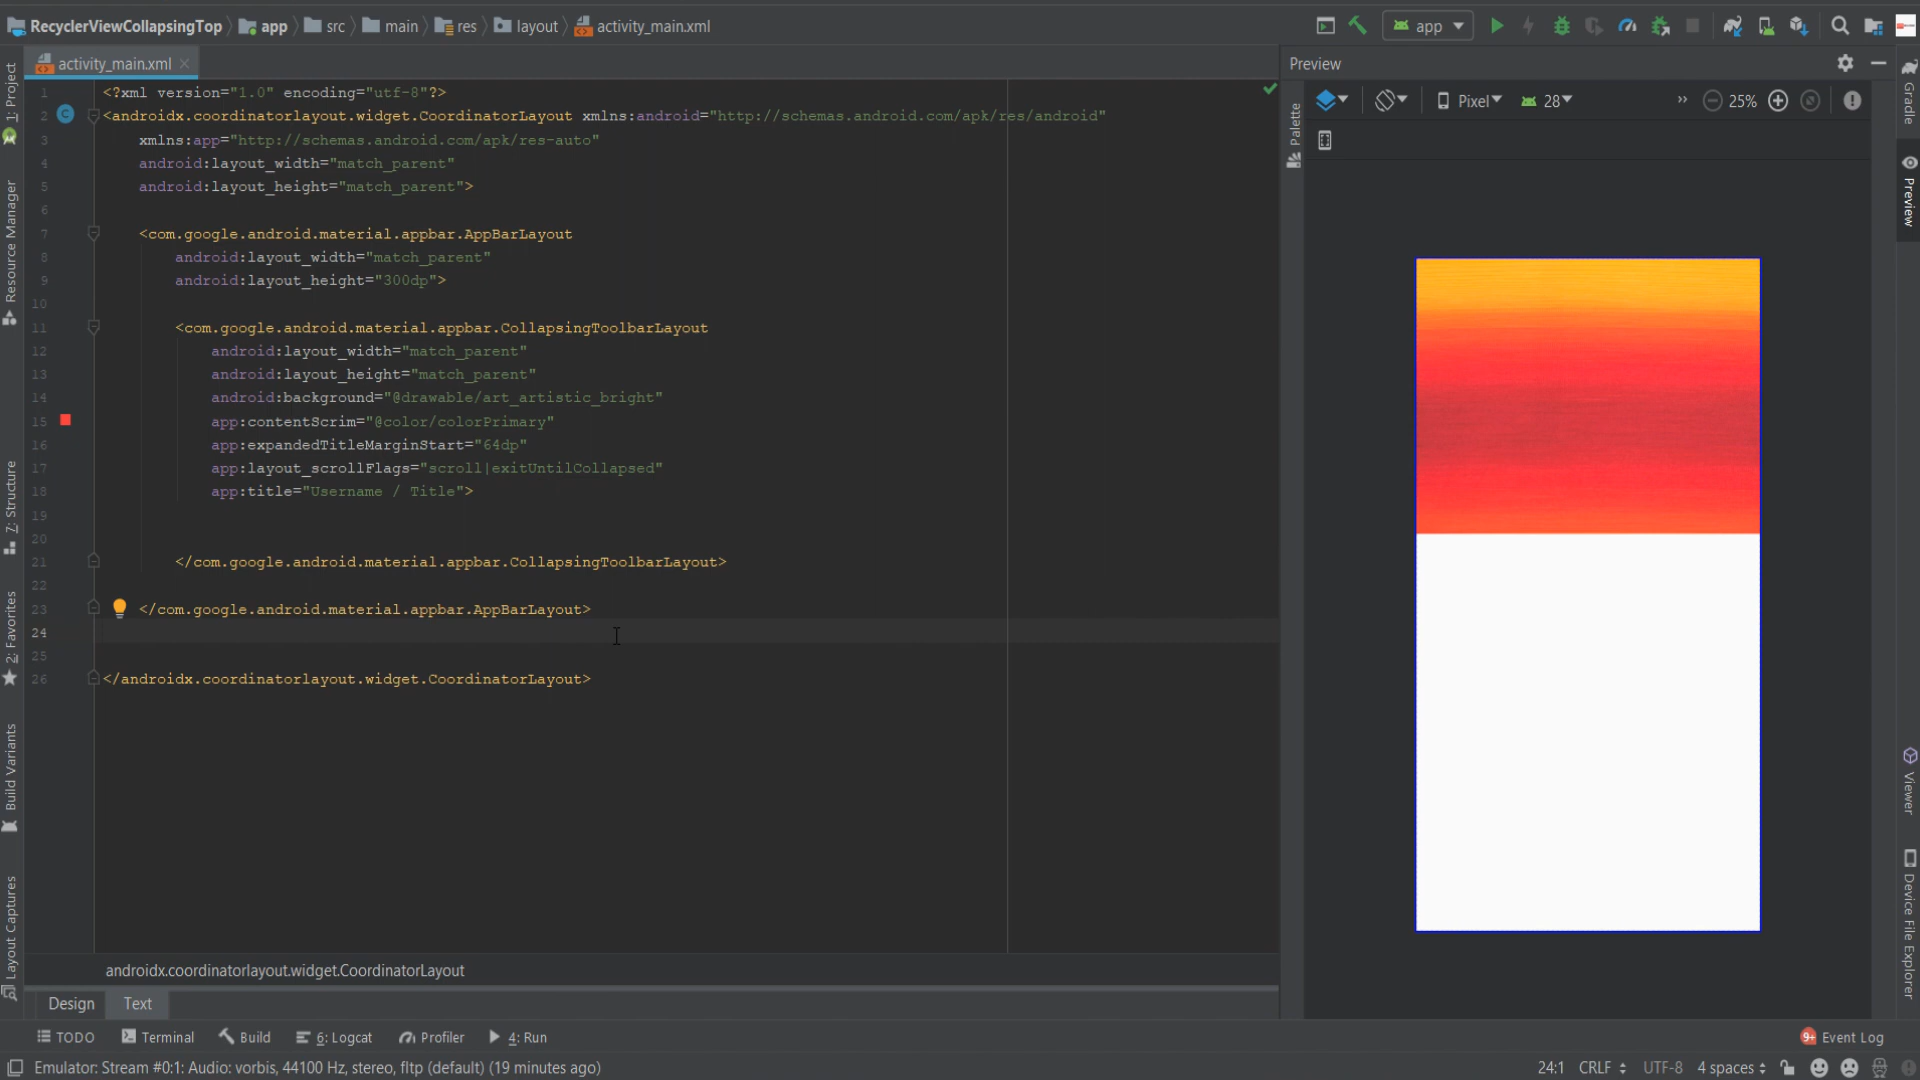 RecyclerViewCollapsingTop app src main res layout activity_main.xml app
activity_main.xml
1 <?xml version="1.0" encoding="utf-8"?>
2 <androidx.coordinatorlayout.widget.CoordinatorLayout xmlns:android="http://schemas.android.com/apk/res/android"
3 xmlns:app="http://schemas.android.com/apk/res-auto"
4 android:layout_width="match_parent"
5 android:layout_height="match_parent">
6
7 <com.google.android.material.appbar.AppBarLayout
8 android:layout_width="match_parent"
9 android:layout_height="300dp">
10
11 <com.google.android.material.appbar.CollapsingToolbarLayout
12 android:layout_width="match_parent"
13 android:layout_height="match_parent"
14 android:background="@drawable/art_artistic_bright"
15 app:contentScrim="@color/colorPrimary"
16 app:expandedTitleMarginStart="64dp"
17 app:layout_scrollFlags="scroll|exitUntilCollapsed"
18 app:title="Username / Title">
19
20
21 </com.google.android.material.appbar.CollapsingToolbarLayout>
22
23 </com.google.android.material.appbar.AppBarLayout>
24
25
26 </androidx.coordinatorlayout.widget.CoordinatorLayout>
androidx.coordinatorlayout.widget.CoordinatorLayout
Design Text
1: Project
Resource Manager
7: Structure
2: Favorites
Build Variants
Layout Captures
Preview
Palette
Pixel 28 » 25%
Gradle
Preview
Viewer
Device File Explorer
TODO Terminal Build 6: Logcat Profiler 4: Run 9+ Event Log
Emulator: Stream #0:1: Audio: vorbis, 44100 Hz, stereo, fltp (default) (19 minutes ago) 24:1 CRLF UTF-8 4 spaces